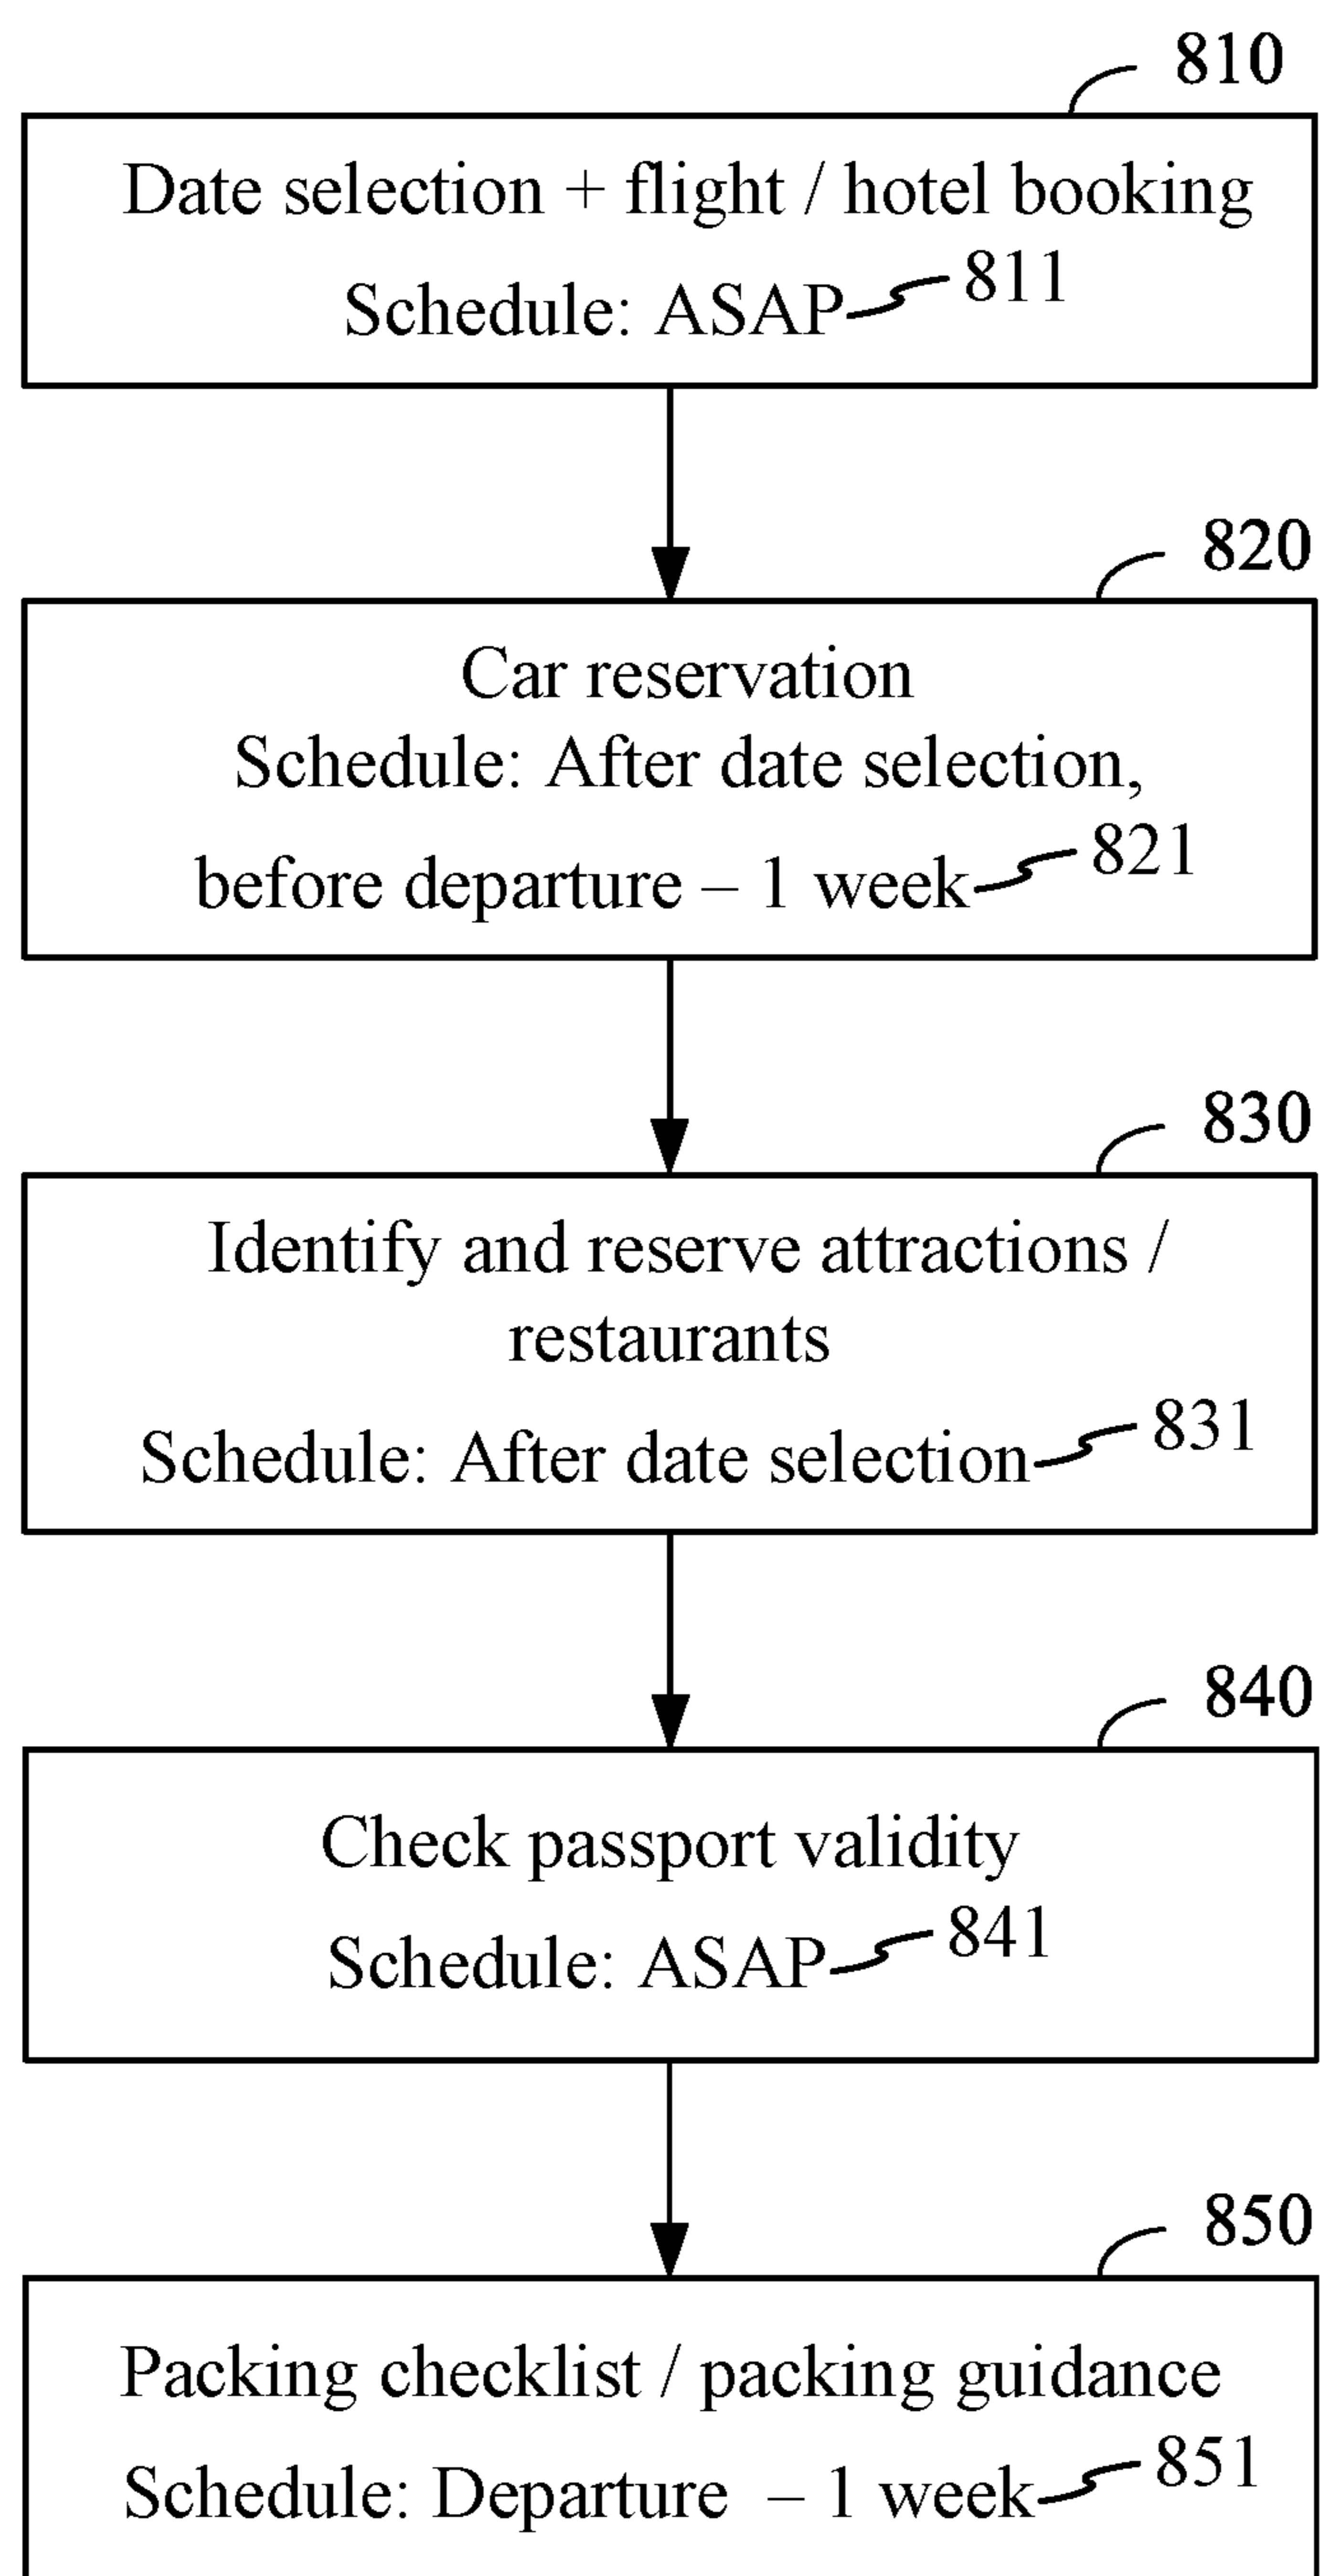 810
Date selection + flight / hotel booking
Schedule: ASAP 811
820
Car reservation
Schedule: After date selection,
before departure – 1 week 821
830
Identify and reserve attractions /
restaurants
Schedule: After date selection 831
840
Check passport validity
Schedule: ASAP 841
850
Packing checklist / packing guidance
Schedule: Departure – 1 week 851